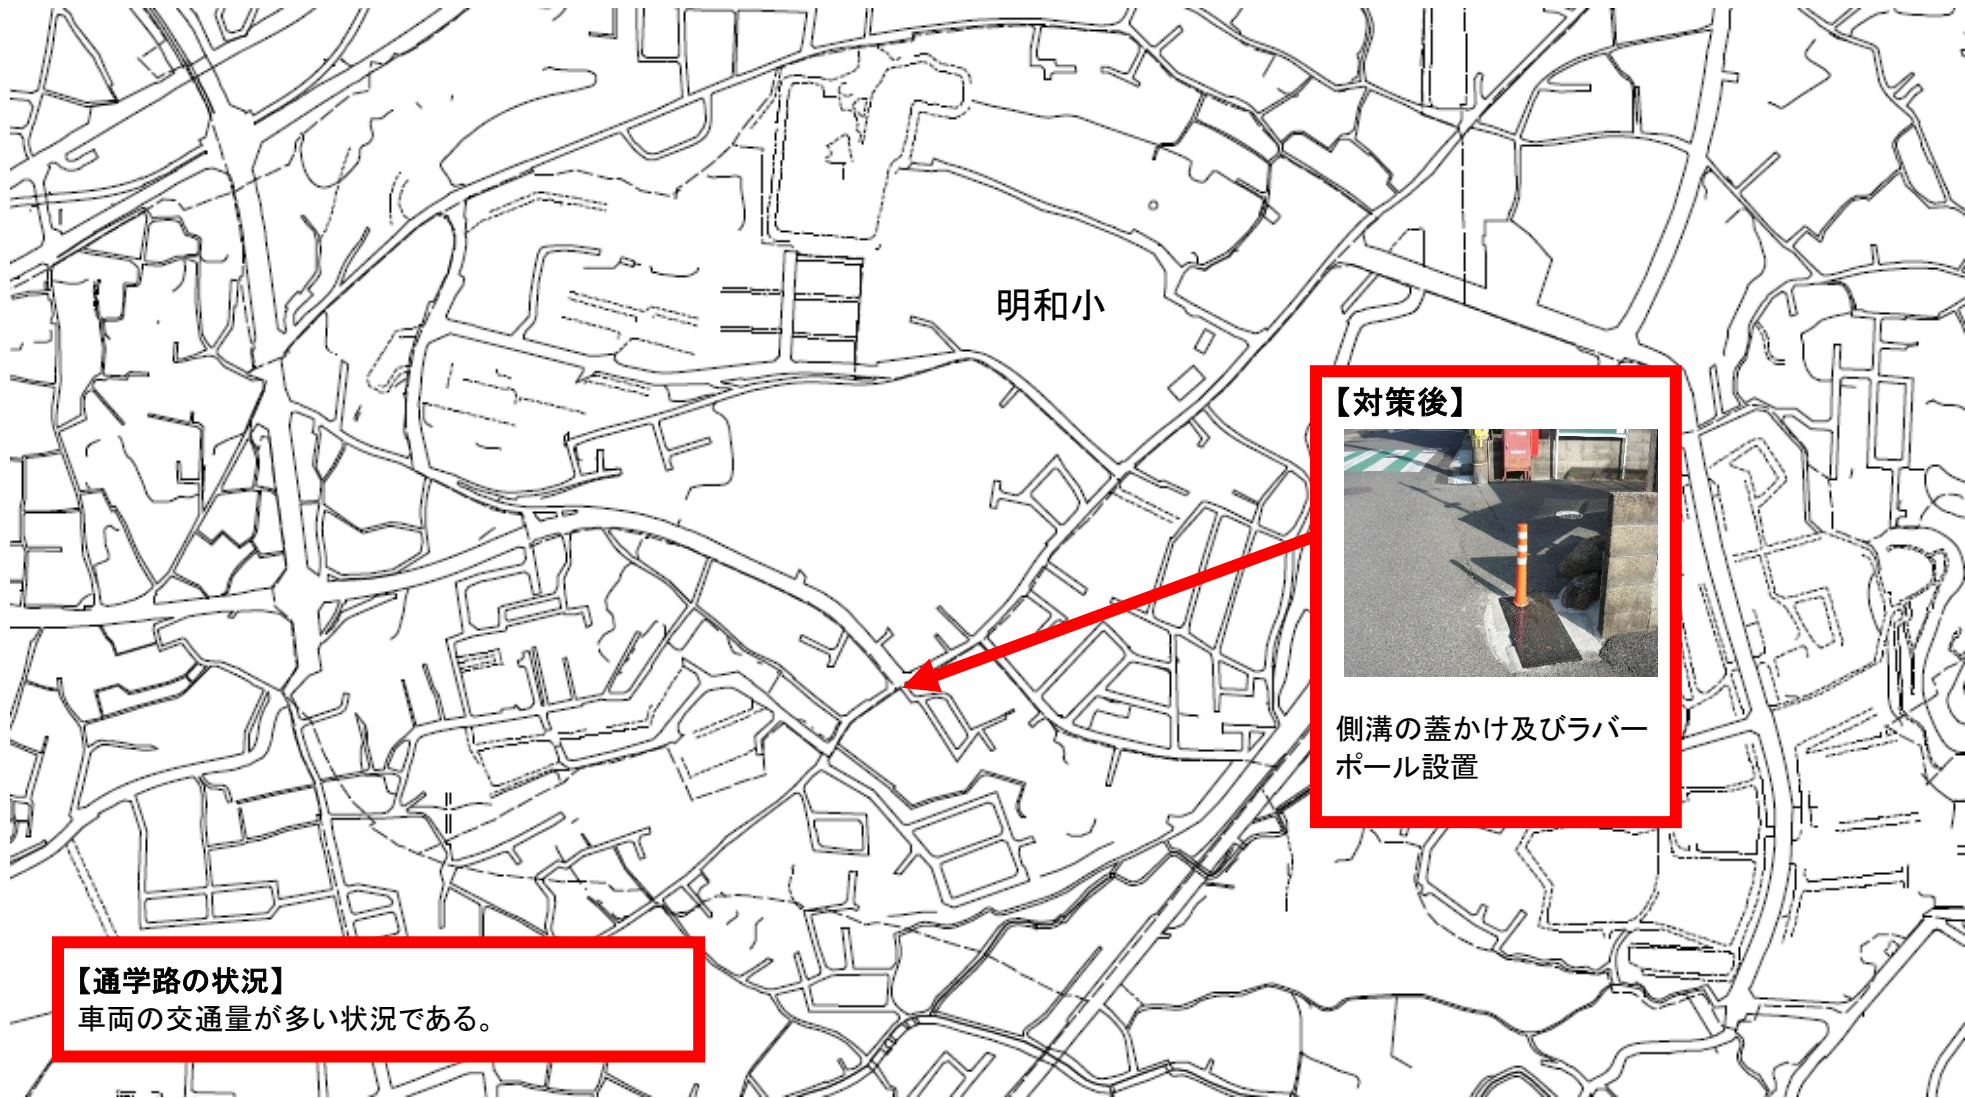 明和小
【対策後】
側溝の蓋かけ及びラバー
ポール設置
【通学路の状況】
車両の交通量が多い状況である。